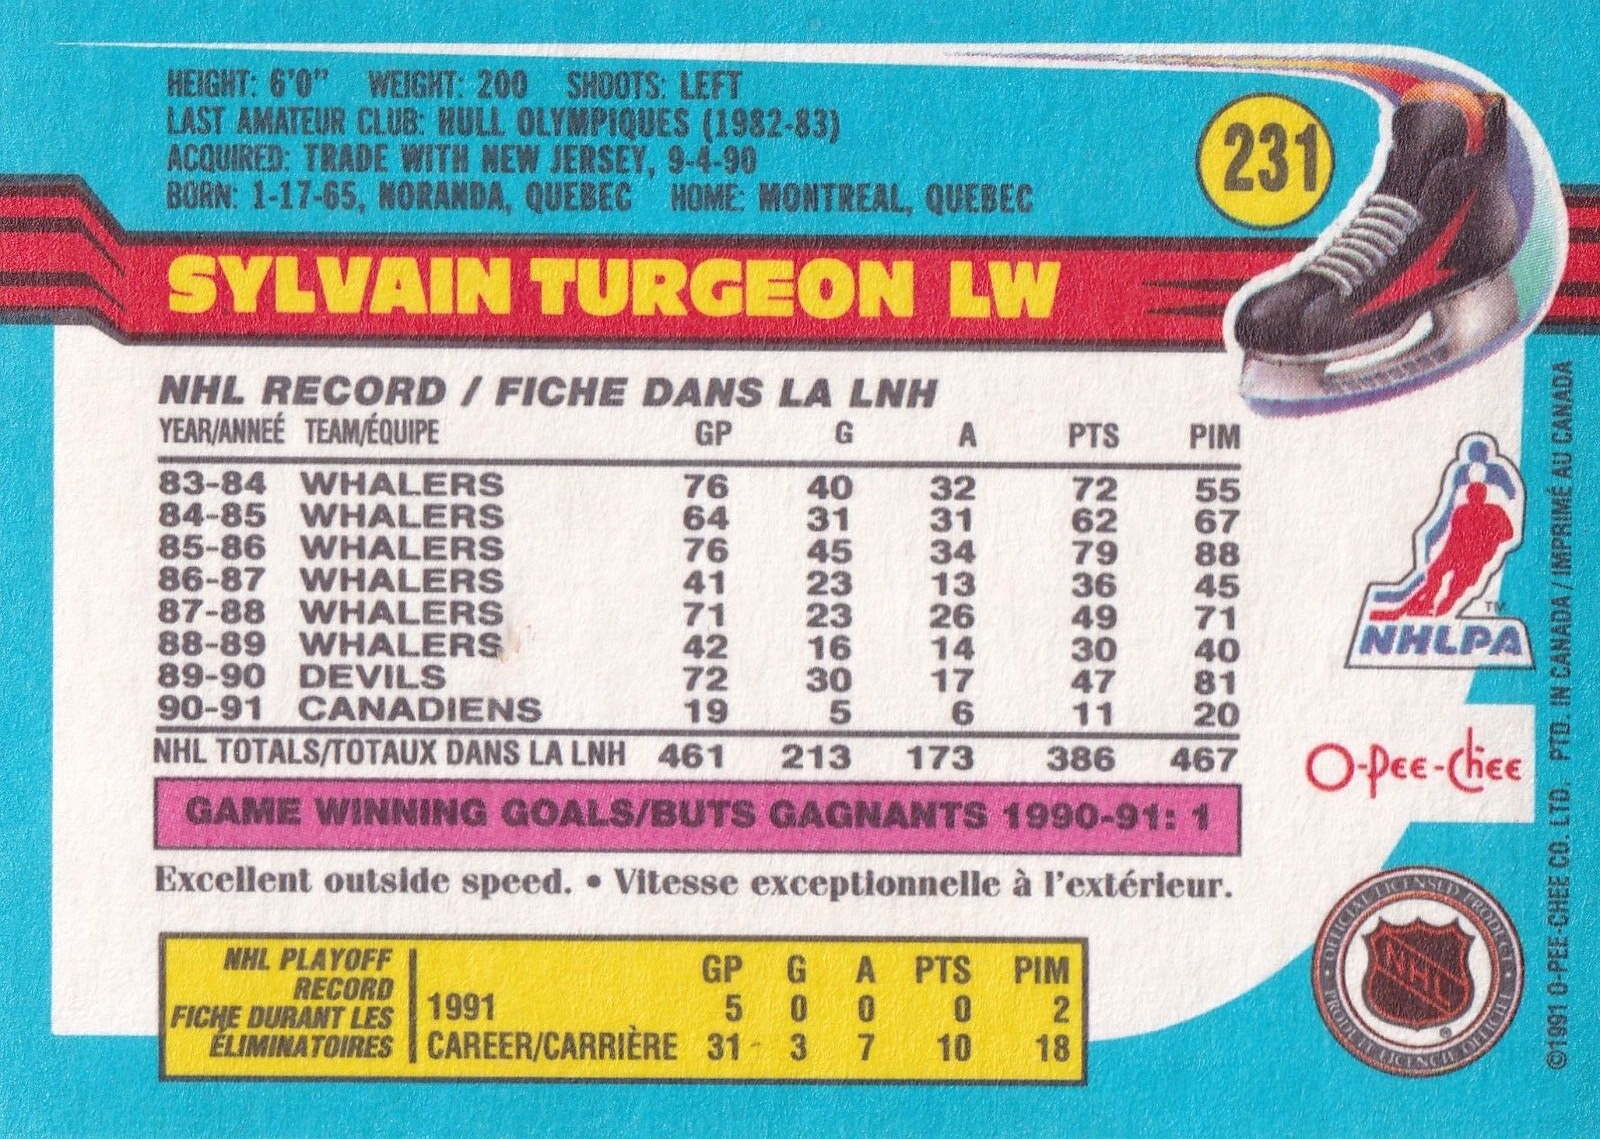 HEIGHT: 6'0" WEIGHT: 200 SHOOTS: LEFT
LAST AMATEUR CLUB: HULL OLYMPIQUES (1982-83)
ACQUIRED: TRADE WITH NEW JERSEY, 9-4-90
BORN: 1-17-65, NORANDA, QUEBEC HOME: MONTREAL, QUEBEC
231
SYLVAIN TURGEON LW
NHL RECORD / FICHE DANS LA LNH
YEAR/ANNEÉ TEAM/ÉQUIPE GP G A PTS PIM
83-84 WHALERS 76 40 32 72 55
84-85 WHALERS 64 31 31 62 67
85-86 WHALERS 76 45 34 79 88
86-87 WHALERS 41 23 13 36 45
87-88 WHALERS 71 23 26 49 71
88-89 WHALERS 42 16 14 30 40
89-90 DEVILS 72 30 17 47 81
90-91 CANADIENS 19 5 6 11 20
NHL TOTALS/TOTAUX DANS LA LNH 461 213 173 386 467
GAME WINNING GOALS/BUTS GAGNANTS 1990-91: 1
Excellent outside speed. • Vitesse exceptionnelle à l'extérieur.
NHL PLAYOFF
RECORD
FICHE DURANT LES
ÉLIMINATOIRES
GP G A PTS PIM
1991 5 0 0 0 2
CAREER/CARRIÈRE 31 3 7 10 18
TM
NHLPA
O-PEE-CHEE
OFFICIAL LICENSED PRODUCT
NHL
®
PRODUIT LICENCIÉ OFFICIEL
©1991 O-PEE-CHEE CO. LTD. PTD. IN CANADA / IMPRIMÉ AU CANADA